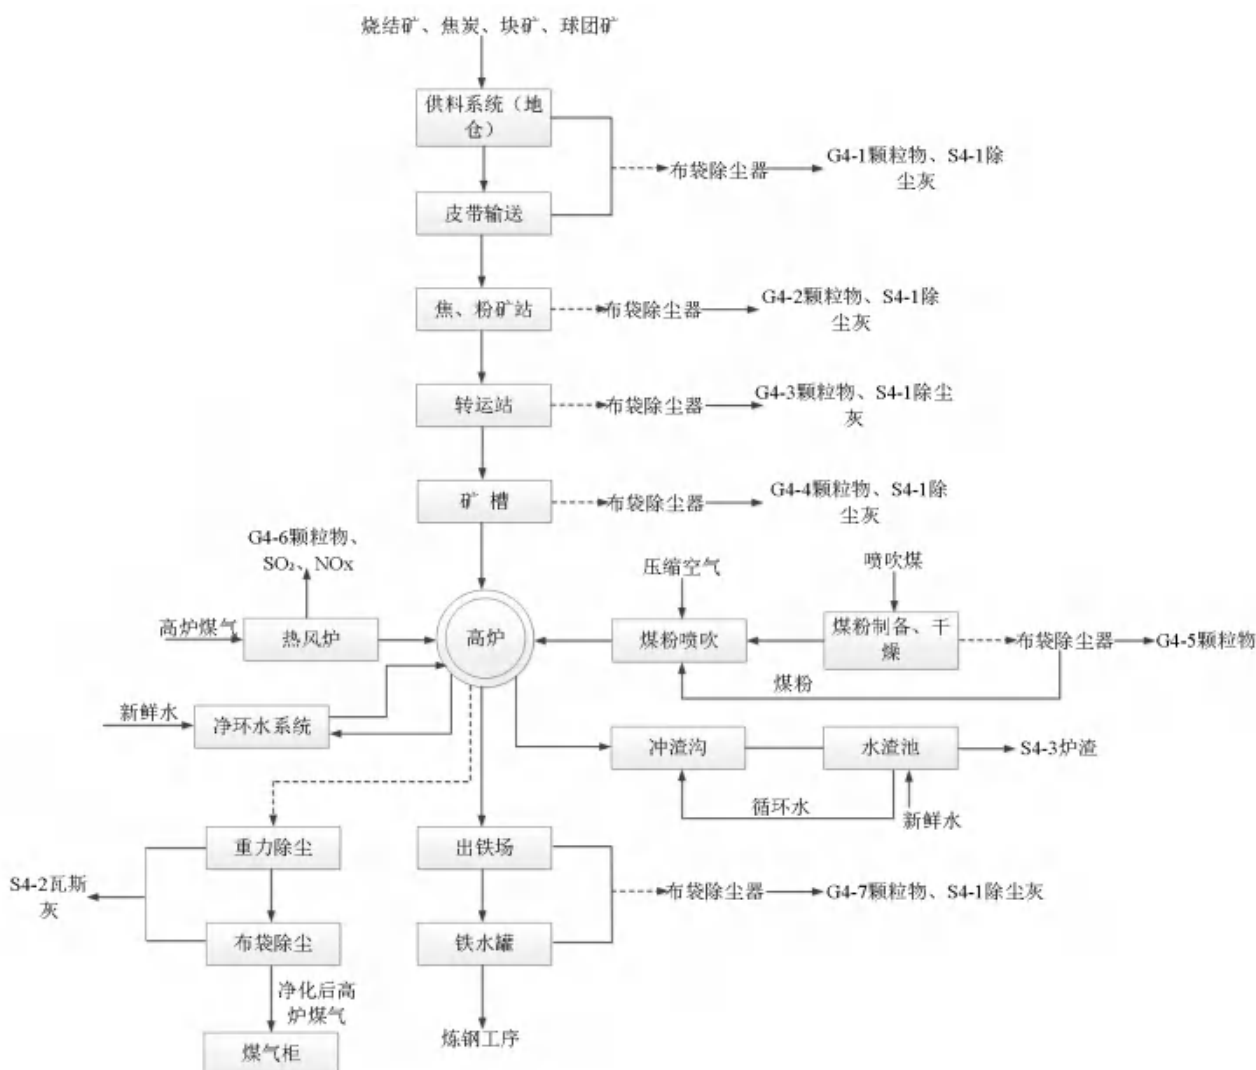 烧结矿、焦炭、块矿、球团矿
供料系统（地
仓）
布袋除尘器
G4-1颗粒物、S4-1除
尘灰
皮带输送
焦、粉矿站
布袋除尘器
G4-2颗粒物、S4-1除
尘灰
转运站
布袋除尘器
G4-3颗粒物、S4-1除尘
灰
矿 槽
布袋除尘器
G4-4颗粒物、S4-1除
尘灰
G4-6颗粒物、
SO₂、NOx
压缩空气
喷吹煤
高炉煤气
热风炉
高炉
煤粉喷吹
煤粉制备、干
燥
布袋除尘器
G4-5颗粒物
煤粉
新鲜水
净环水系统
冲渣沟
水渣池
S4-3炉渣
循环水
新鲜水
重力除尘
出铁场
S4-2瓦斯
灰
布袋除尘器
G4-7颗粒物、S4-1除尘灰
布袋除尘
铁水罐
净化后高
炉煤气
炼钢工序
煤气柜